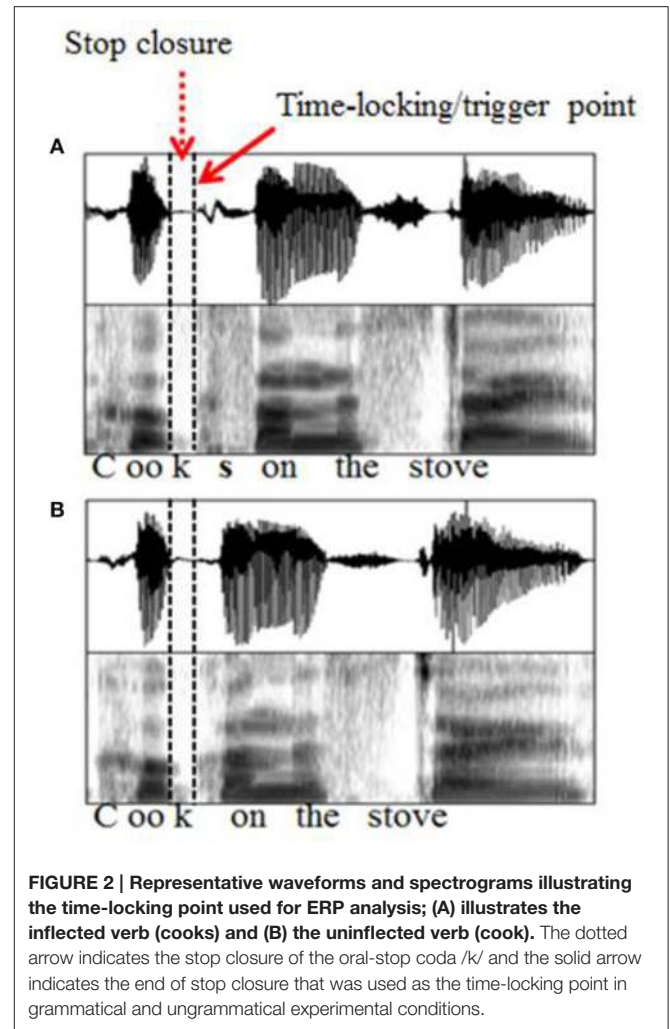 Stop closure
Time-locking/trigger point
A
C oo k s on the stove
B
C oo k on the stove
FIGURE 2 | Representative waveforms and spectrograms illustrating
the time-locking point used for ERP analysis; (A) illustrates the
inflected verb (cooks) and (B) the uninflected verb (cook). The dotted
arrow indicates the stop closure of the oral-stop coda /k/ and the solid arrow
indicates the end of stop closure that was used as the time-locking point in
grammatical and ungrammatical experimental conditions.